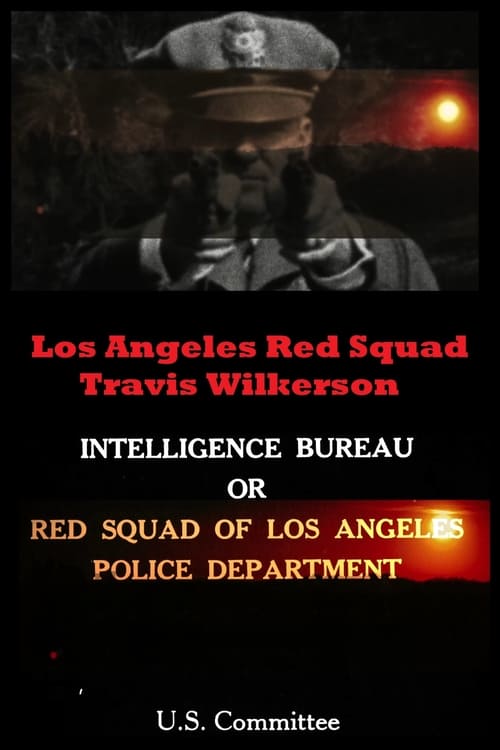 Los Angeles Red Squad
Travis Wilkerson
INTELLIGENCE BUREAU
OR
RED SQUAD OF LOS ANGELES
POLICE DEPARTMENT
U.S. Committee